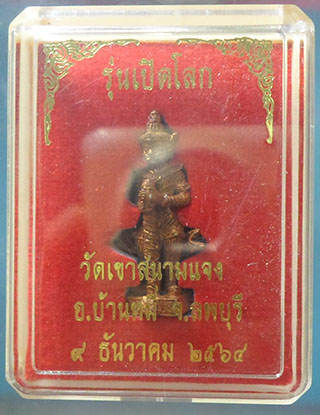 รุ่นเปิดโลก
วัดเขาสนามแจง
อ.บ้านหมี่ จ.ลพบุรี
๙ ธันวาคม ๒๕๖๔